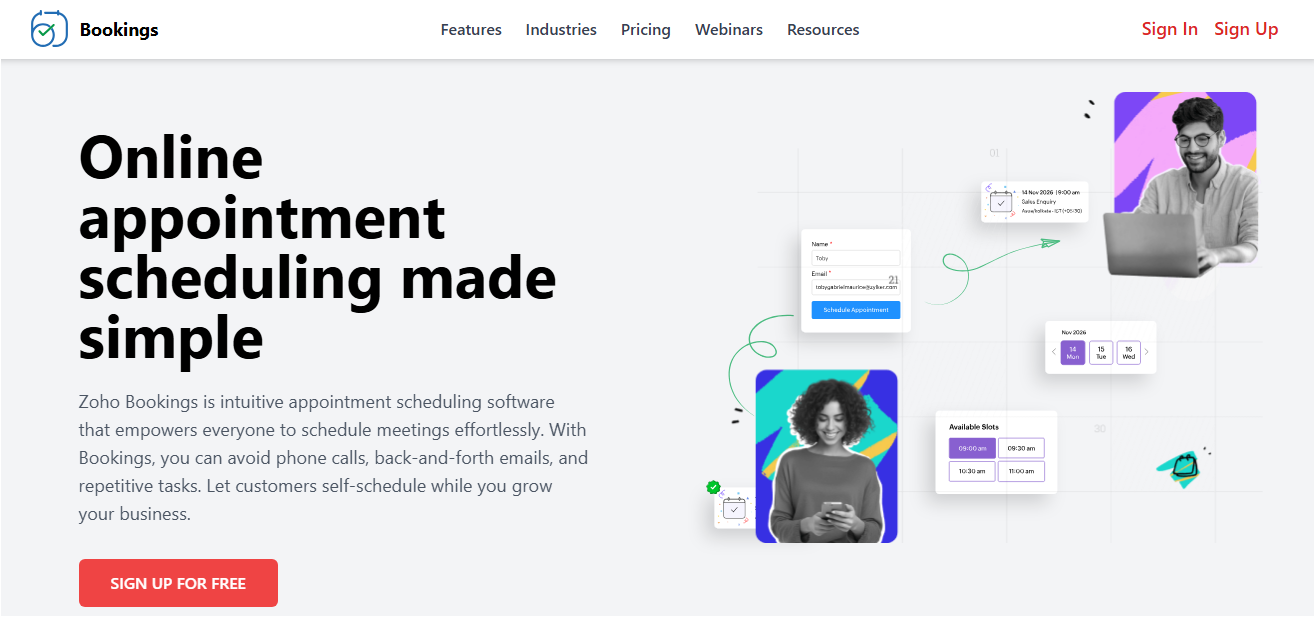 Bookings
Features
Industries
Pricing
Webinars
Resources
Sign In
Sign Up
Online
appointment
scheduling made
simple
Zoho Bookings is intuitive appointment scheduling software
that empowers everyone to schedule meetings effortlessly. With
Bookings, you can avoid phone calls, back-and-forth emails, and
repetitive tasks. Let customers self-schedule while you grow
your business.
SIGN UP FOR FREE
01
14 Nov 2026 | 9:00 am
Sales Enquiry
Name *
Toby
Email *
21
tobygabrielmaurice@zylker.com
Schedule Appointment
Nov 2026
14 15 16
Mon Tue Wed
Available Slots
09:00 am 09:30 am
10:30 am 11:00 am
30